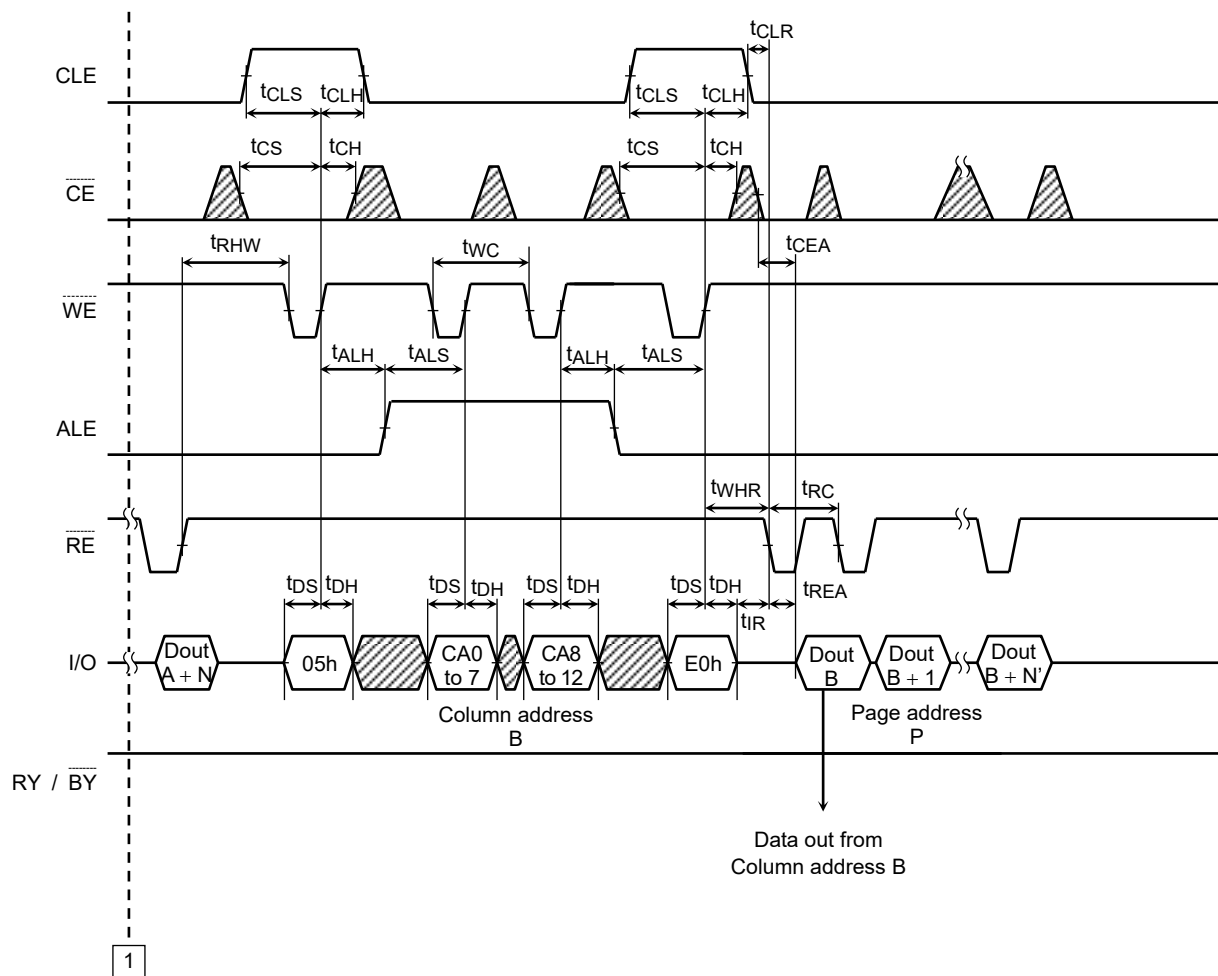 tCLR
CLE
tCLS tCLH tCLS tCLH
tCS tCH tCS tCH
CE
tRHW tWC tCEA
WE
tALH tALS tALH tALS
ALE
tWHR tRC
RE
tDS tDH tDS tDH tDS tDH tDS tDH tREA
tIR
I/O
Dout
A + N
05h
CA0
to 7
CA8
to 12
E0h
Dout
B
Dout
B + 1
Dout
B + N’
Column address
B
Page address
P
RY / BY
Data out from
Column address B
1